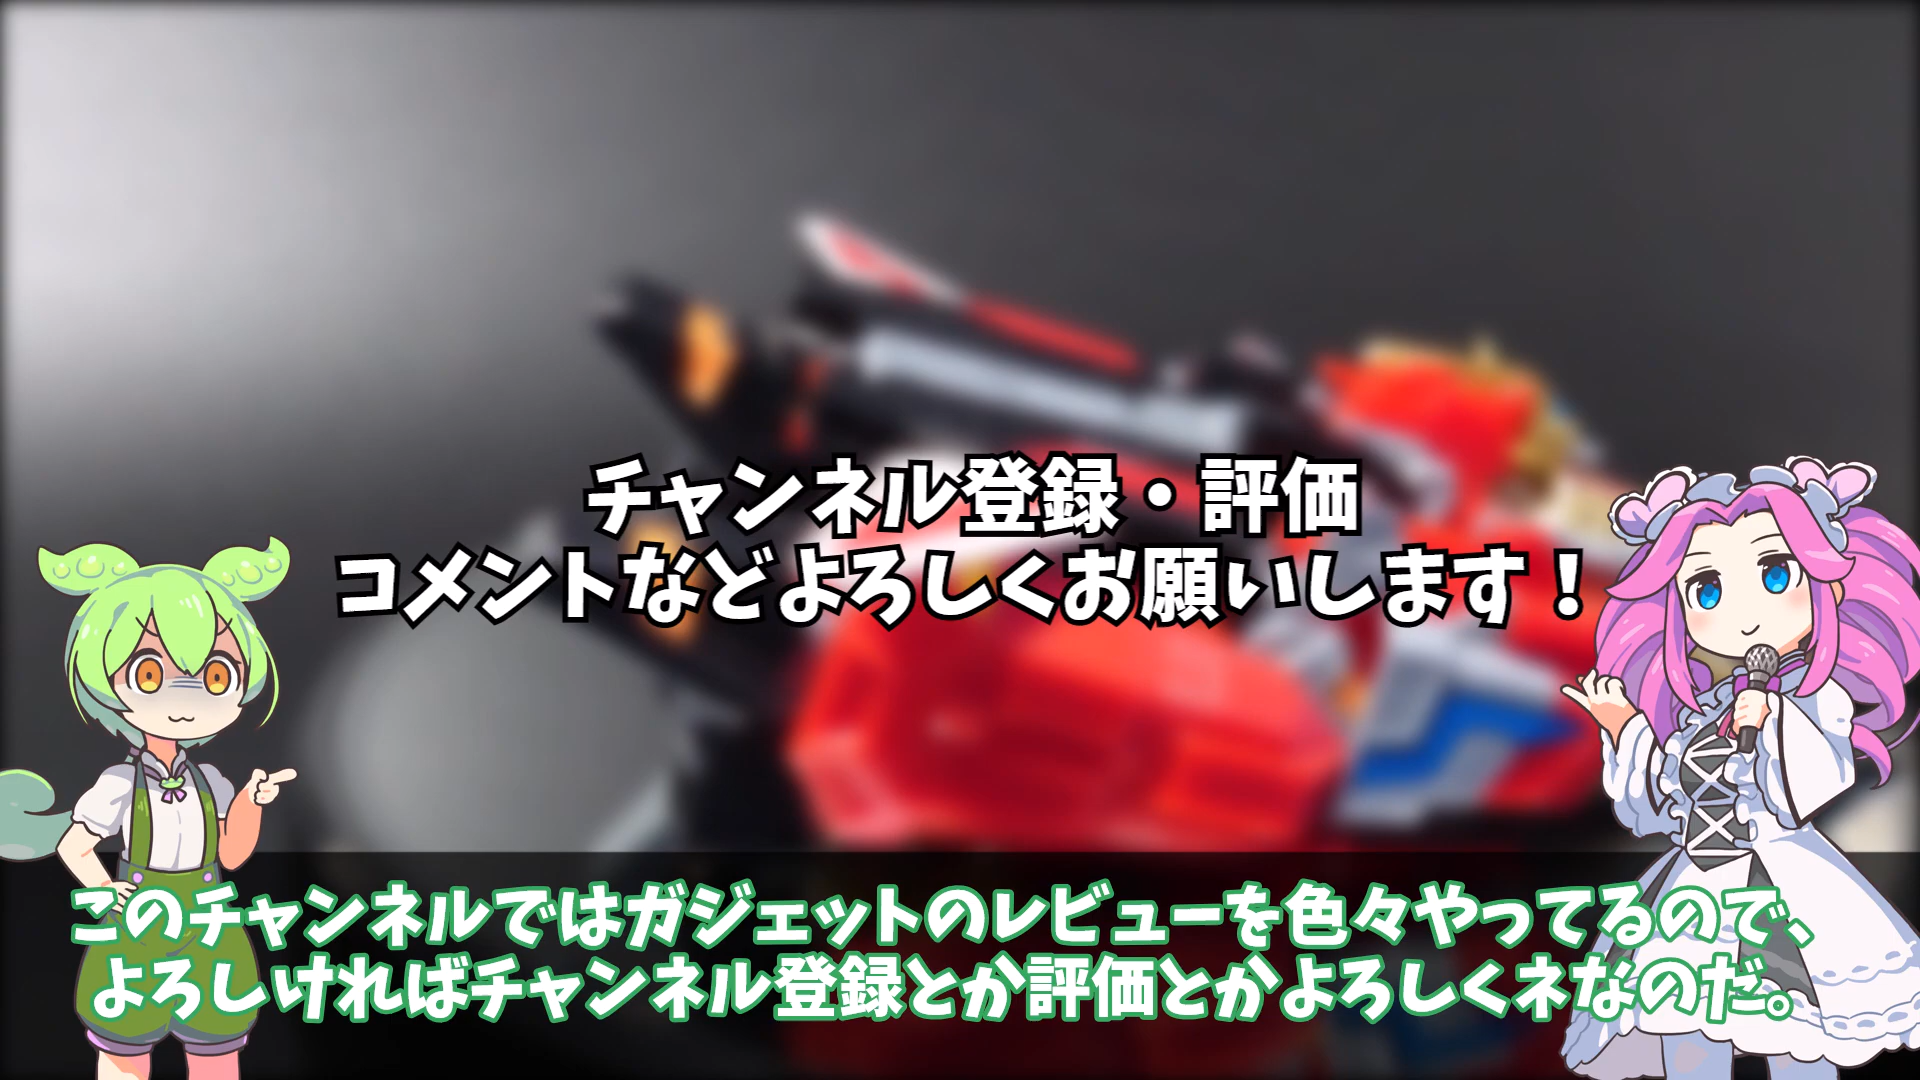 チャンネル登録・評価
コメントなどよろしくお願いします！
このチャンネルではガジェットのレビューを色々やってるので、
よろしければチャンネル登録とか評価とかよろしくネなのだ。